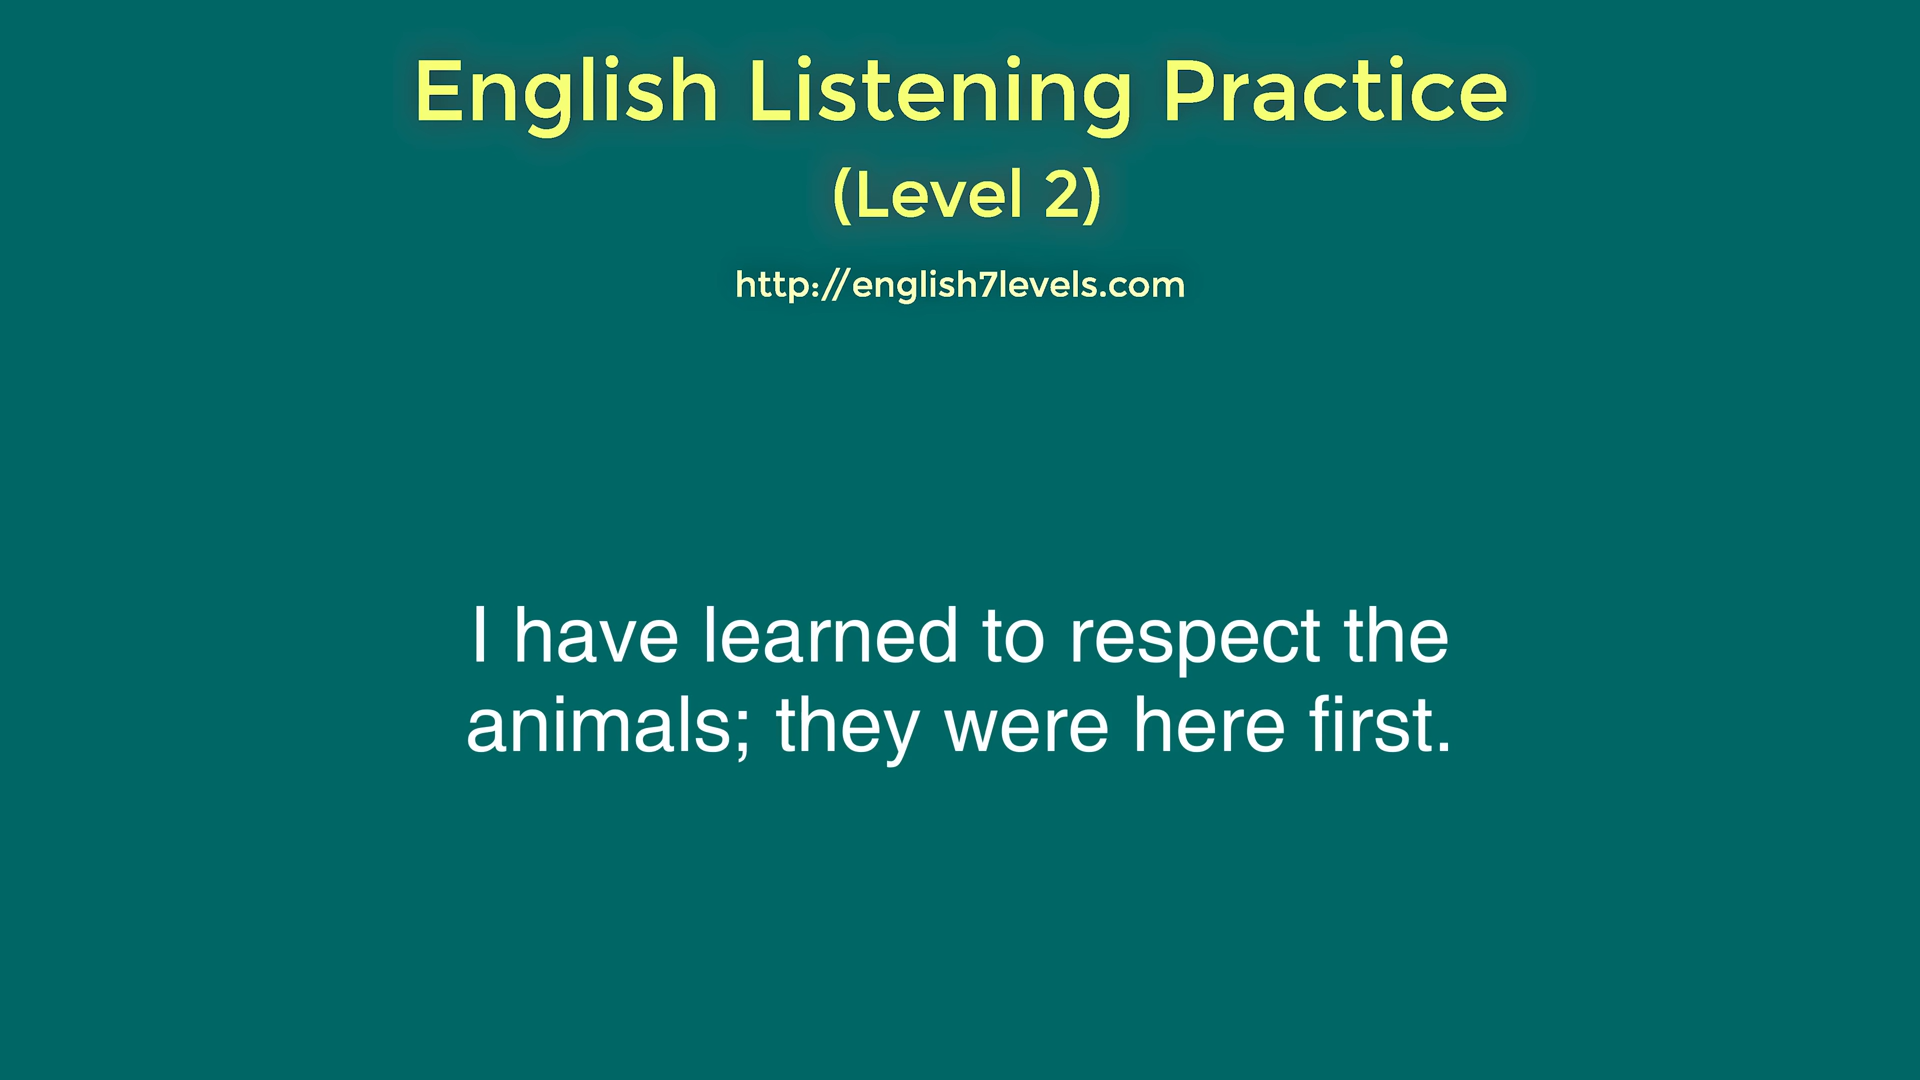 English Listening Practice
(Level 2)
http://english7levels.com
I have learned to respect the
animals; they were here first.